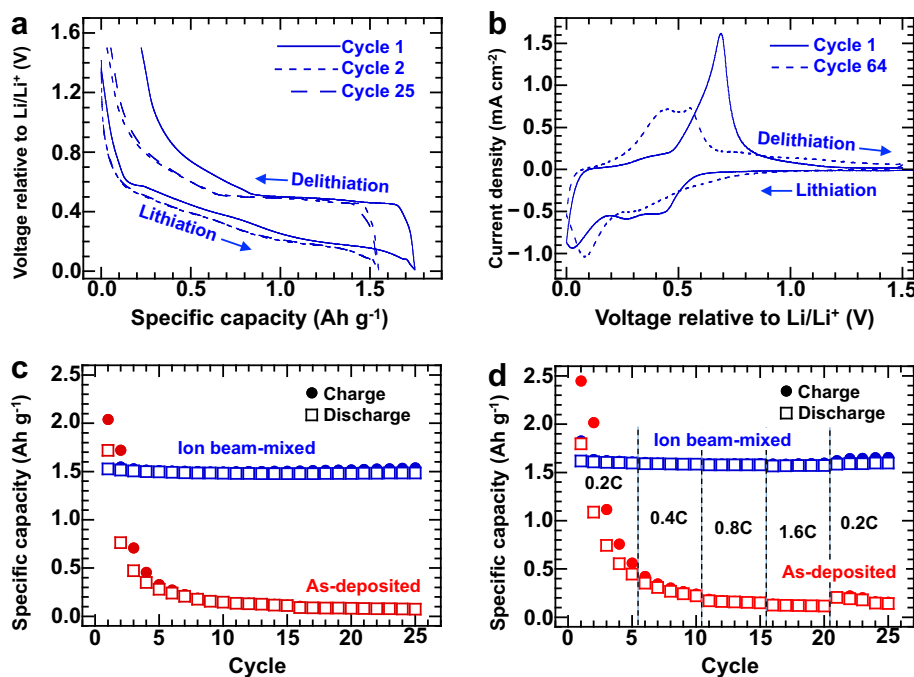 a
Voltage relative to Li/Li⁺ (V)
1.6
1.2
0.8
0.4
0.0
Cycle 1
Cycle 2
Cycle 25
Delithiation
Lithiation
0.0 0.5 1.0 1.5
Specific capacity (Ah g⁻¹)
b
Current density (mA cm⁻²)
1.5
1.0
0.5
0.0
−0.5
−1.0
Cycle 1
Cycle 64
Delithiation
Lithiation
0.0 0.5 1.0 1.5
Voltage relative to Li/Li⁺ (V)
c
Specific capacity (Ah g⁻¹)
2.5
2.0
1.5
1.0
0.5
0.0
Charge
Discharge
Ion beam-mixed
As-deposited
0 5 10 15 20 25
Cycle
d
Specific capacity (Ah g⁻¹)
2.5
2.0
1.5
1.0
0.5
0.0
Charge
Discharge
Ion beam-mixed
0.2C
0.4C
0.8C
1.6C
0.2C
As-deposited
0 5 10 15 20 25
Cycle